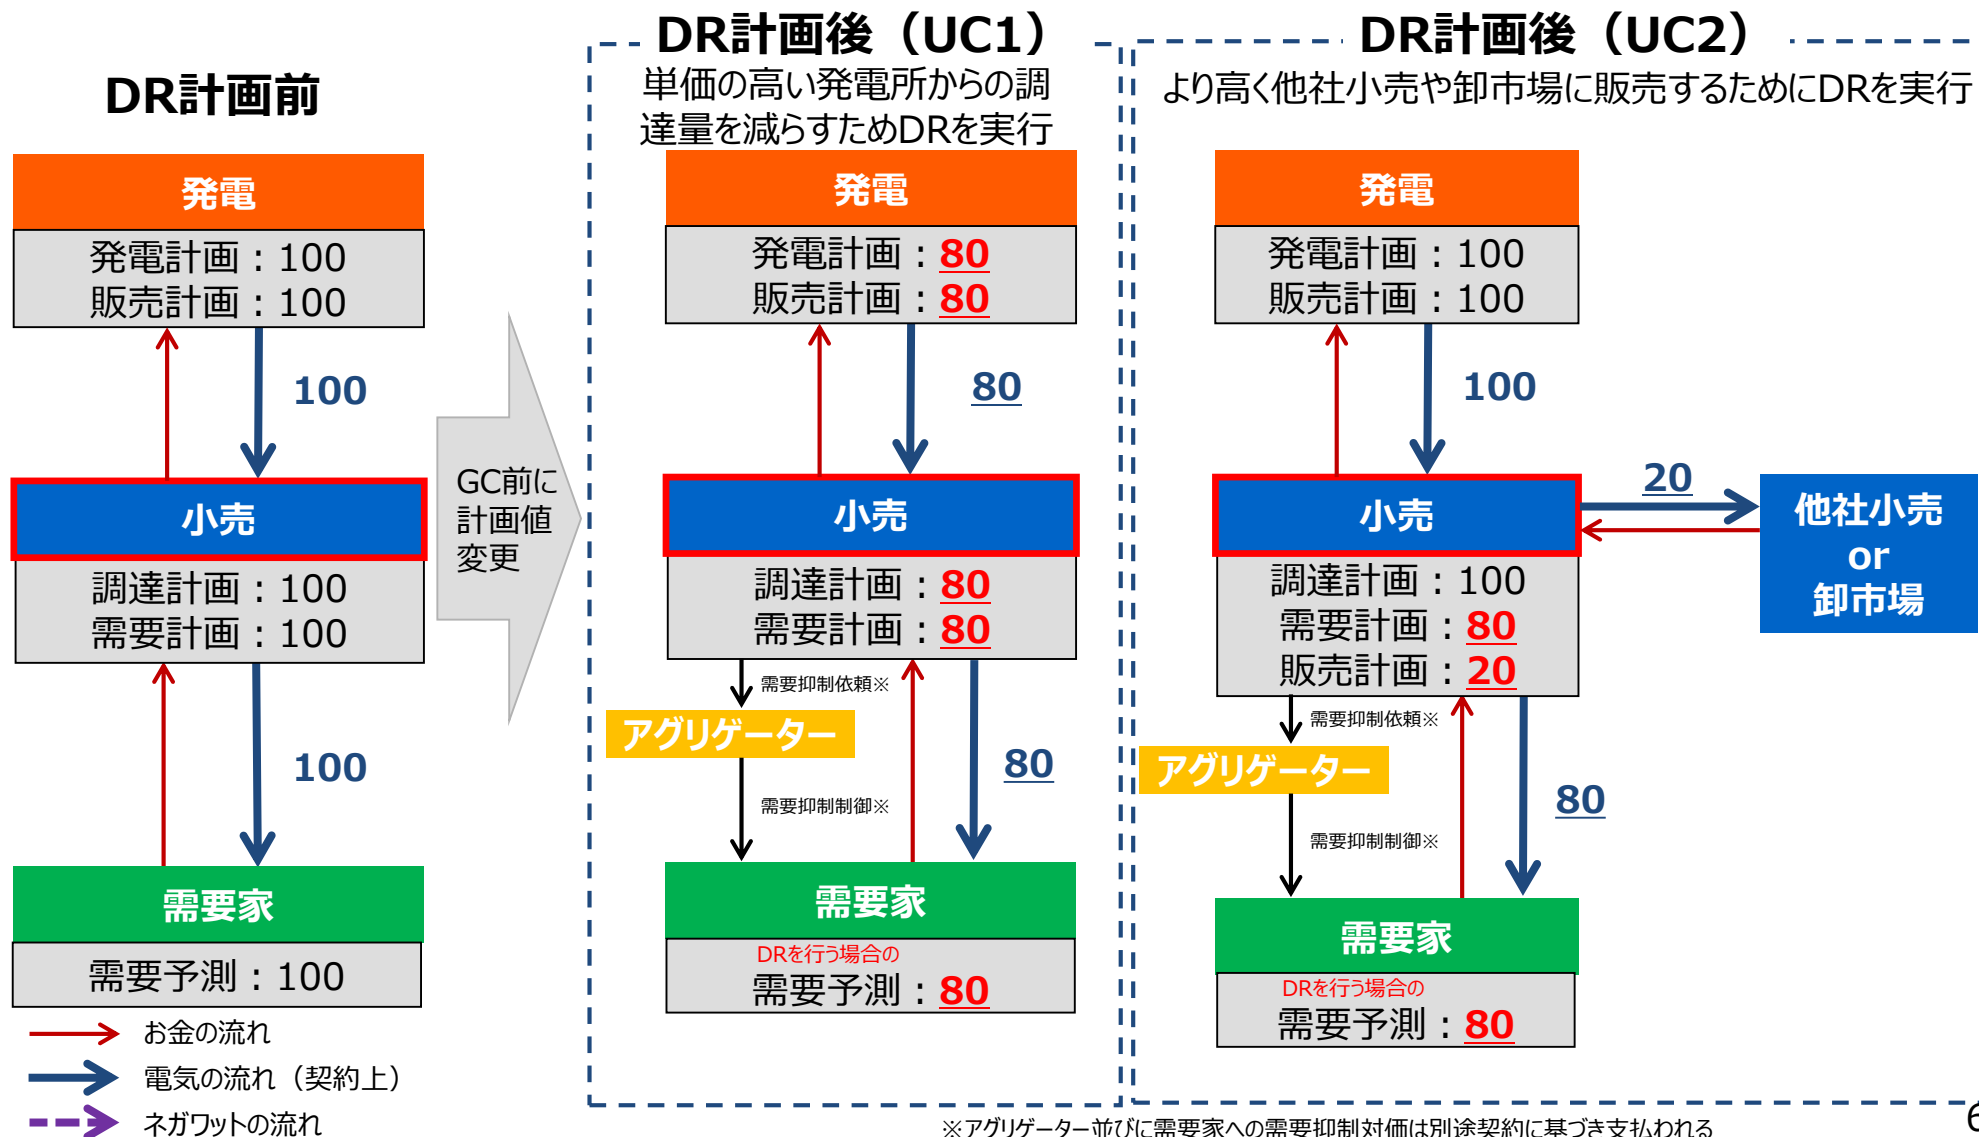 DR計画前
発電
発電計画：100
販売計画：100
100
小売
調達計画：100
需要計画：100
100
需要家
需要予測：100
お金の流れ
電気の流れ（契約上）
ネガワットの流れ
GC前に
計画値
変更
DR計画後（UC1）
単価の高い発電所からの調
達量を減らすためDRを実行
発電
発電計画：80
販売計画：80
80
小売
調達計画：80
需要計画：80
需要抑制依頼※
アグリゲーター
需要抑制制御※
80
需要家
DRを行う場合の
需要予測：80
DR計画後（UC2）
より高く他社小売や卸市場に販売するためにDRを実行
発電
発電計画：100
販売計画：100
100
小売
20
他社小売
or
卸市場
調達計画：100
需要計画：80
販売計画：20
需要抑制依頼※
アグリゲーター
需要抑制制御※
80
需要家
DRを行う場合の
需要予測：80
※アグリゲーター並びに需要家への需要抑制対価は別途契約に基づき支払われる
6